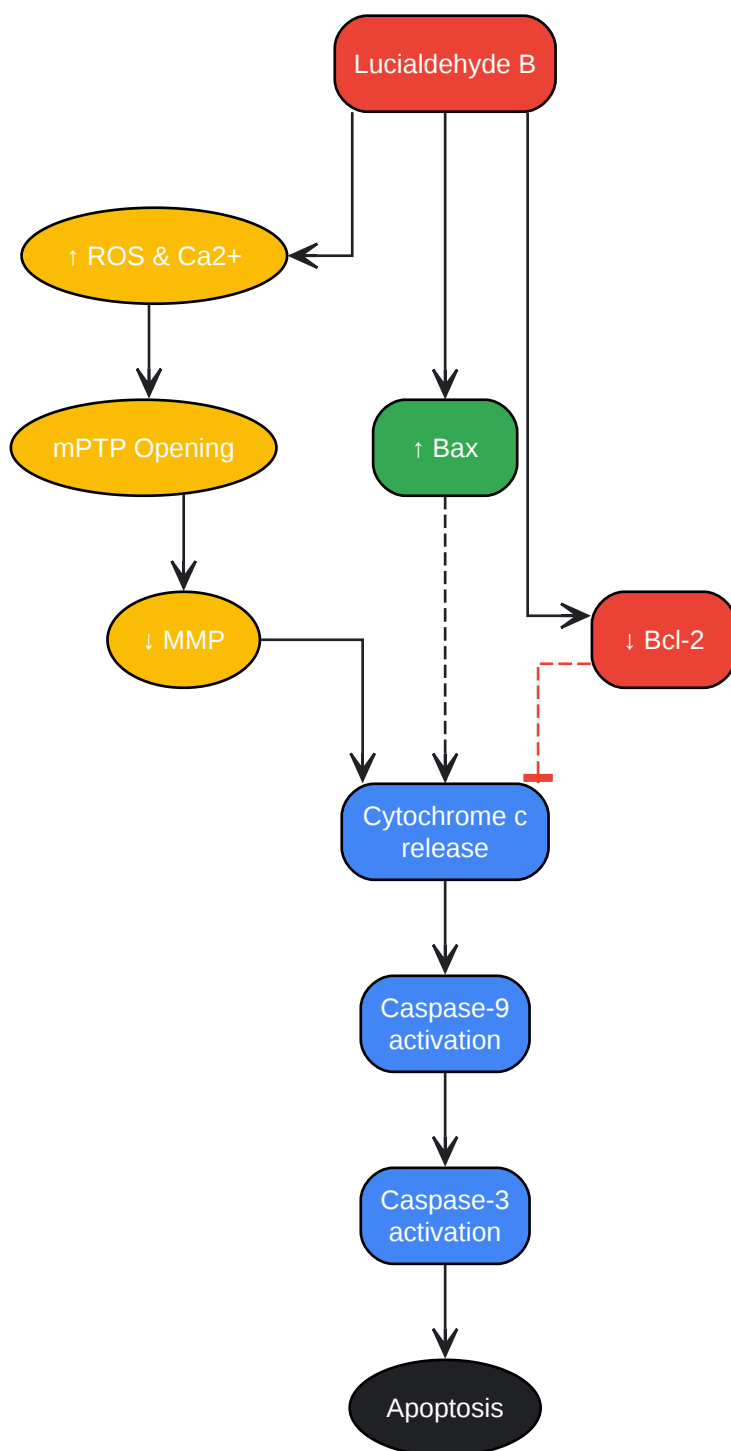 Lucialdehyde B
↑ ROS & Ca2+
mPTP Opening
↑ Bax
↓ MMP
↓ Bcl-2
Cytochrome c
release
Caspase-9
activation
Caspase-3
activation
Apoptosis